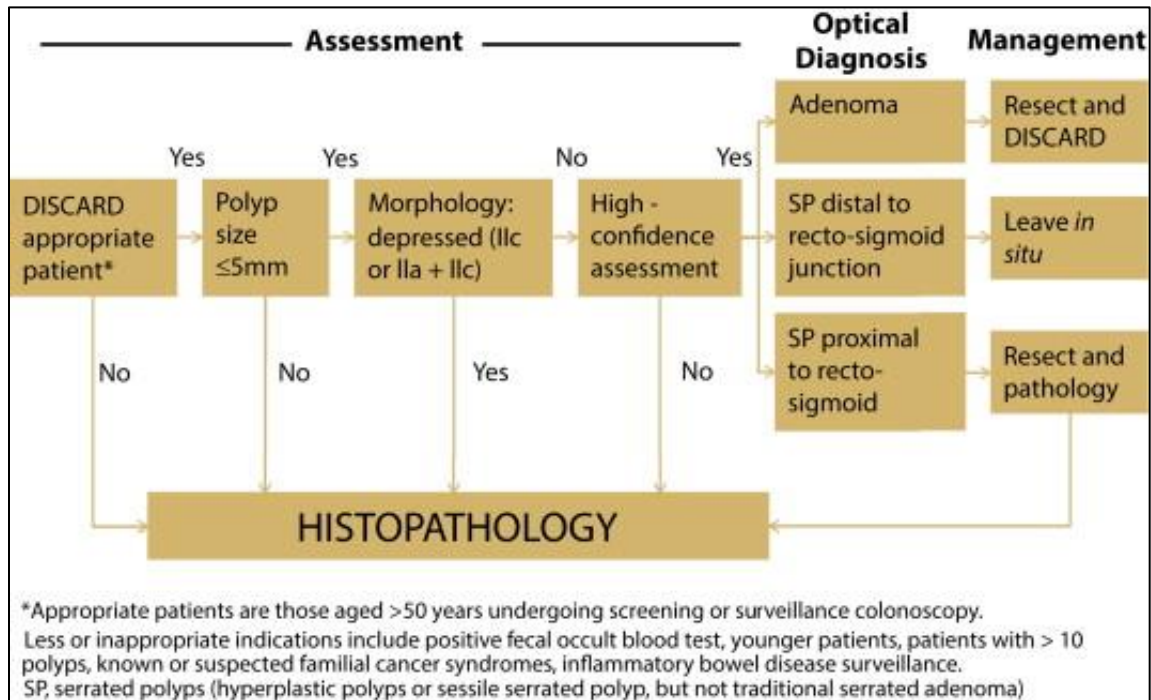 Assessment
Optical
Diagnosis
Management
Adenoma
Resect and
DISCARD
Yes
Yes
No
Yes
DISCARD
appropriate
patient*
Polyp
size
≤5mm
Morphology:
depressed (IIc
or IIa + IIc)
High -
confidence
assessment
SP distal to
recto-sigmoid
junction
Leave in
situ
No
No
Yes
No
SP proximal
to recto-
sigmoid
Resect and
pathology
HISTOPATHOLOGY
*Appropriate patients are those aged >50 years undergoing screening or surveillance colonoscopy.
Less or inappropriate indications include positive fecal occult blood test, younger patients, patients with > 10
polyps, known or suspected familial cancer syndromes, inflammatory bowel disease surveillance.
SP, serrated polyps (hyperplastic polyps or sessile serrated polyp, but not traditional serrated adenoma)